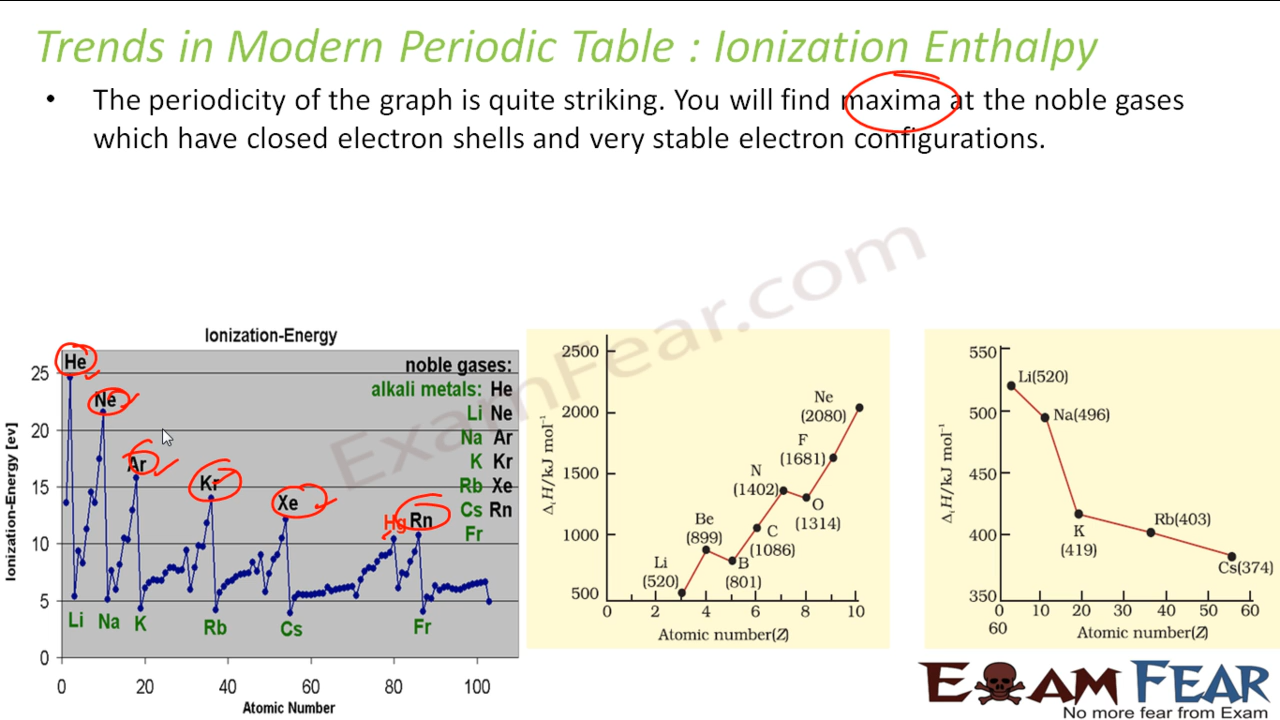 Trends in Modern Periodic Table : Ionization Enthalpy
• The periodicity of the graph is quite striking. You will find maxima at the noble gases
which have closed electron shells and very stable electron configurations.
ExamFear.com
Ionization-Energy
noble gases:
alkali metals: He
Li Ne
Na Ar
K Kr
Rb Xe
Cs Rn
Fr
He
Ne
Ar
Kr
Xe
Hg
Rn
Li Na K Rb Cs Fr
Ionization-Energy [ev]
25
20
15
10
5
0
0 20 40 60 80 100
Atomic Number
ΔᵢH/kJ mol⁻¹
2500
2000
1500
1000
500
Ne
(2080)
F
(1681)
N
(1402)
O
(1314)
Be
(899)
C
(1086)
Li
(520)
B
(801)
0 2 4 6 8 10
Atomic number(Z)
ΔᵢH/kJ mol⁻¹
550
500
450
400
350
Li(520)
Na(496)
K
(419)
Rb(403)
Cs(374)
0 10 20 30 40 50 60
60
Atomic number(Z)
EXAM FEAR
No more fear from Exam